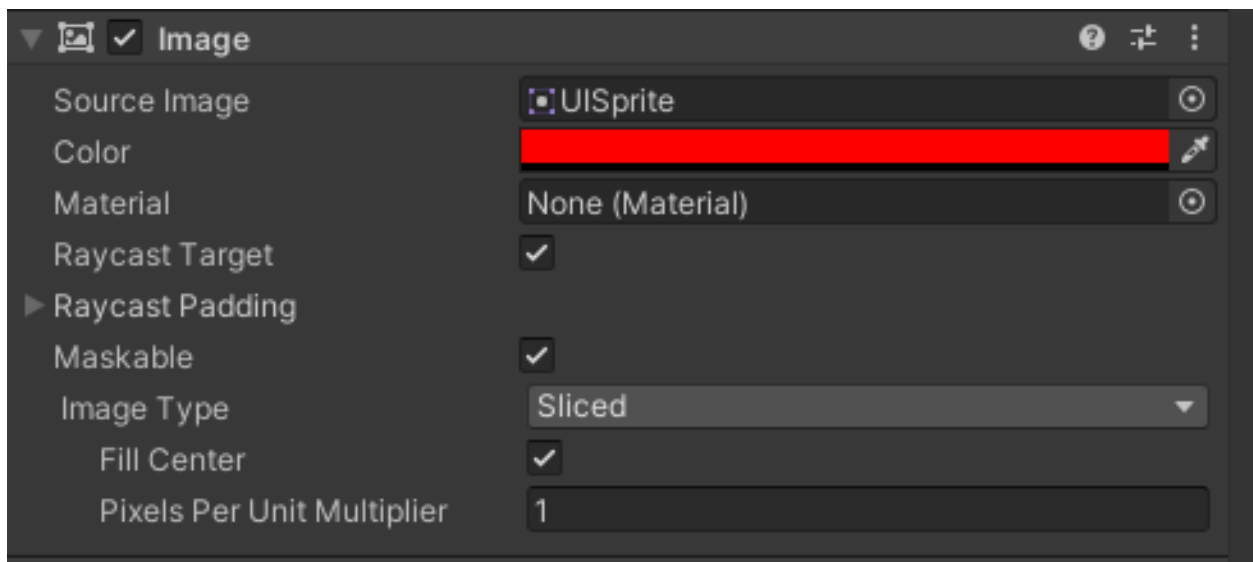 Image
Source Image UISprite
Color
Material None (Material)
Raycast Target
Raycast Padding
Maskable
Image Type Sliced
Fill Center
Pixels Per Unit Multiplier 1